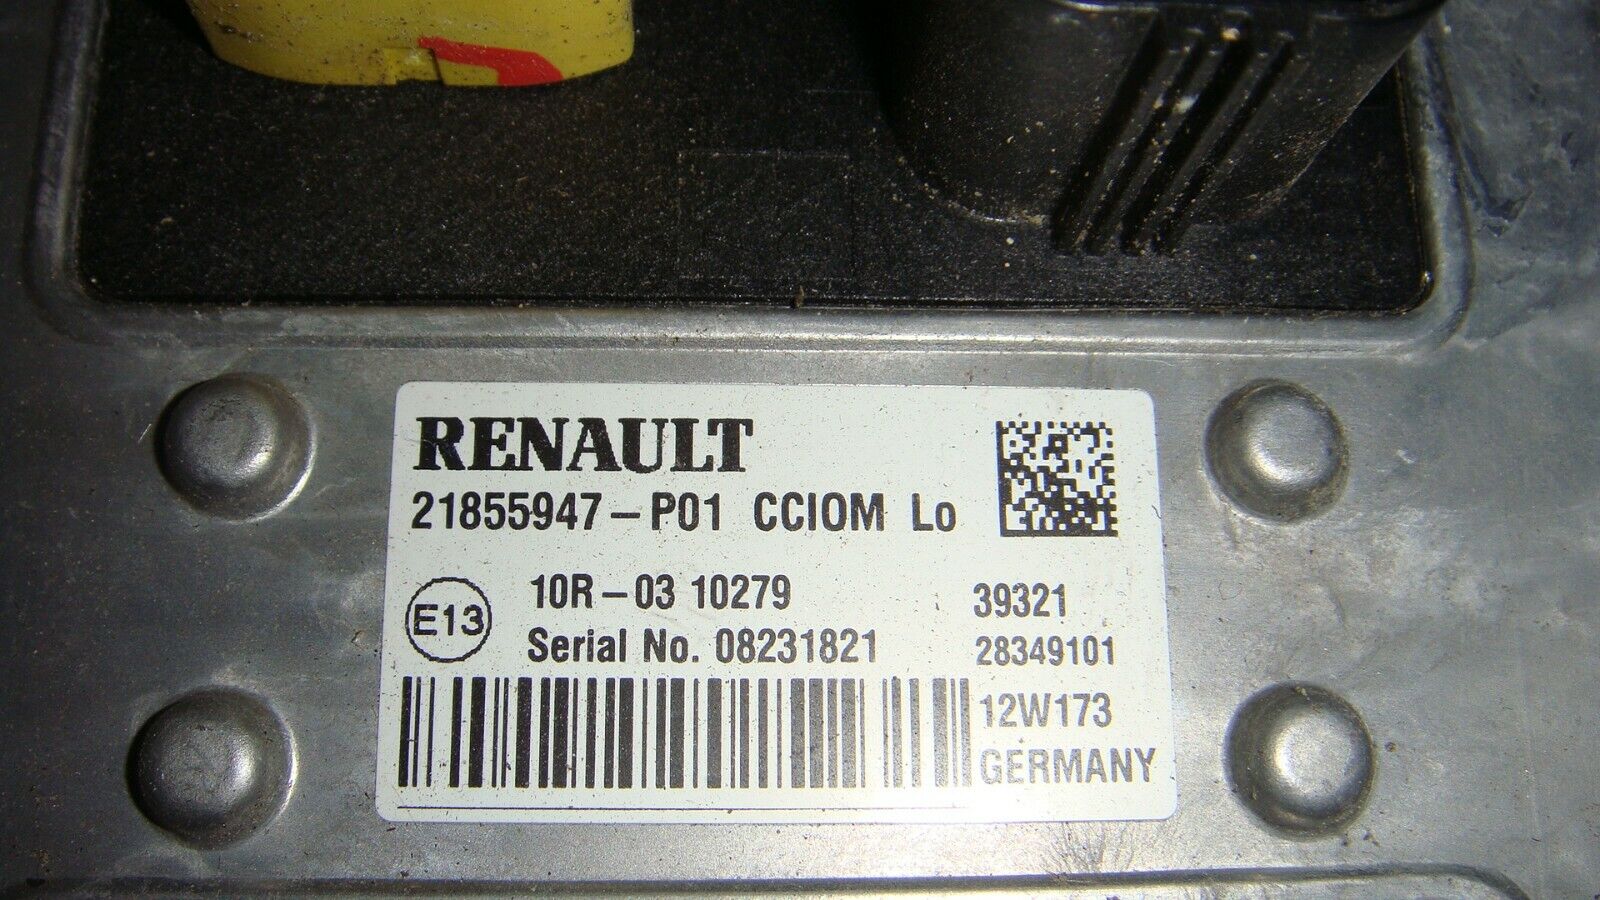 RENAULT
21855947-P01 CCIOM Lo
E13
10R-03 10279
39321
Serial No. 08231821
28349101
12W173
GERMANY